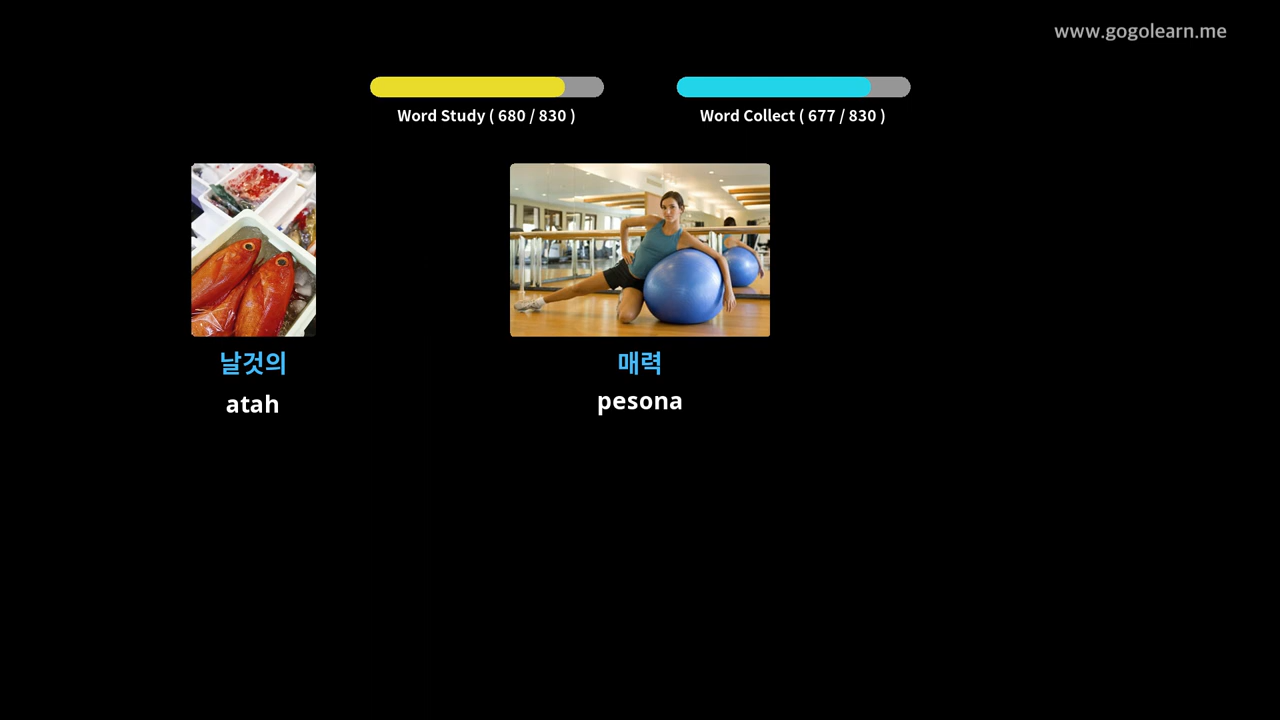 www.gogolearn.me
Word Study ( 680 / 830 )
Word Collect ( 677 / 830 )
날것의
atah
매력
pesona